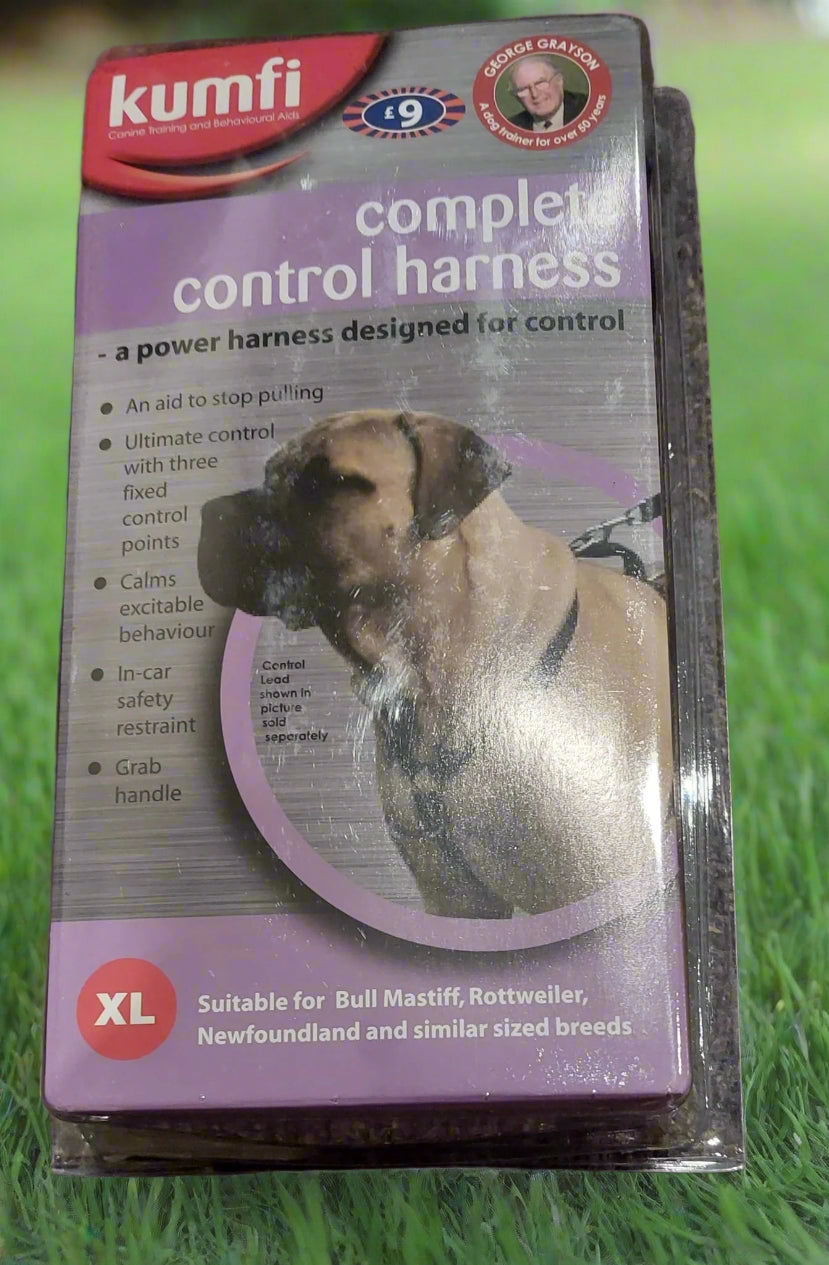 kumfi
Canine Training and Behavioural Aids
£9
GEORGE GRAYSON
A dog trainer for over 50 years
complete
control harness
- a power harness designed for control
• An aid to stop pulling
• Ultimate control
with three
fixed
control
points
• Calms
excitable
behaviour
• In-car
safety
restraint
• Grab
handle
Control
Lead
shown in
picture
sold
seperately
XL
Suitable for Bull Mastiff, Rottweiler,
Newfoundland and similar sized breeds